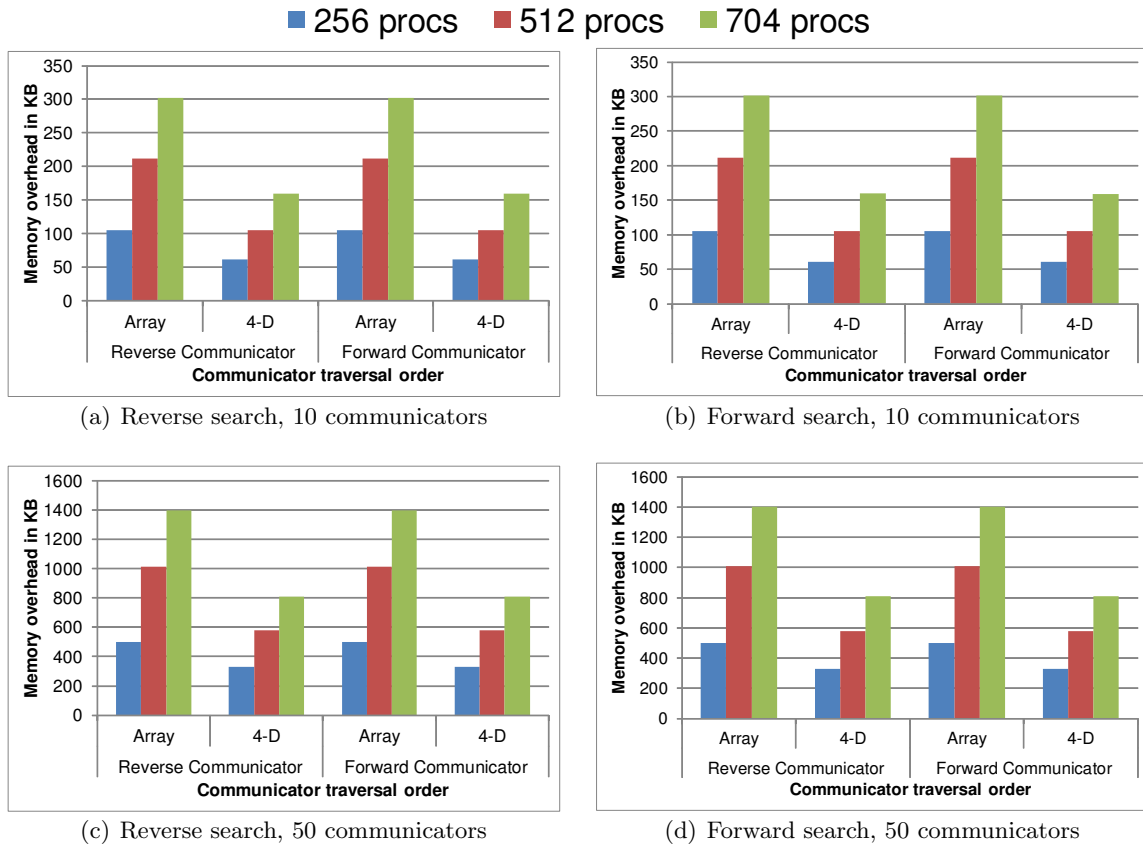 256 procs 512 procs 704 procs
Memory overhead in KB
350
300
250
200
150
100
50
0
Array 4-D Array 4-D
Reverse Communicator Forward Communicator
Communicator traversal order
(a) Reverse search, 10 communicators
Memory overhead in KB
350
300
250
200
150
100
50
0
Array 4-D Array 4-D
Reverse Communicator Forward Communicator
Communicator traversal order
(b) Forward search, 10 communicators
Memory overhead in KB
1600
1400
1200
1000
800
600
400
200
0
Array 4-D Array 4-D
Reverse Communicator Forward Communicator
Communicator traversal order
(c) Reverse search, 50 communicators
Memory overhead in KB
1600
1400
1200
1000
800
600
400
200
0
Array 4-D Array 4-D
Reverse Communicator Forward Communicator
Communicator traversal order
(d) Forward search, 50 communicators